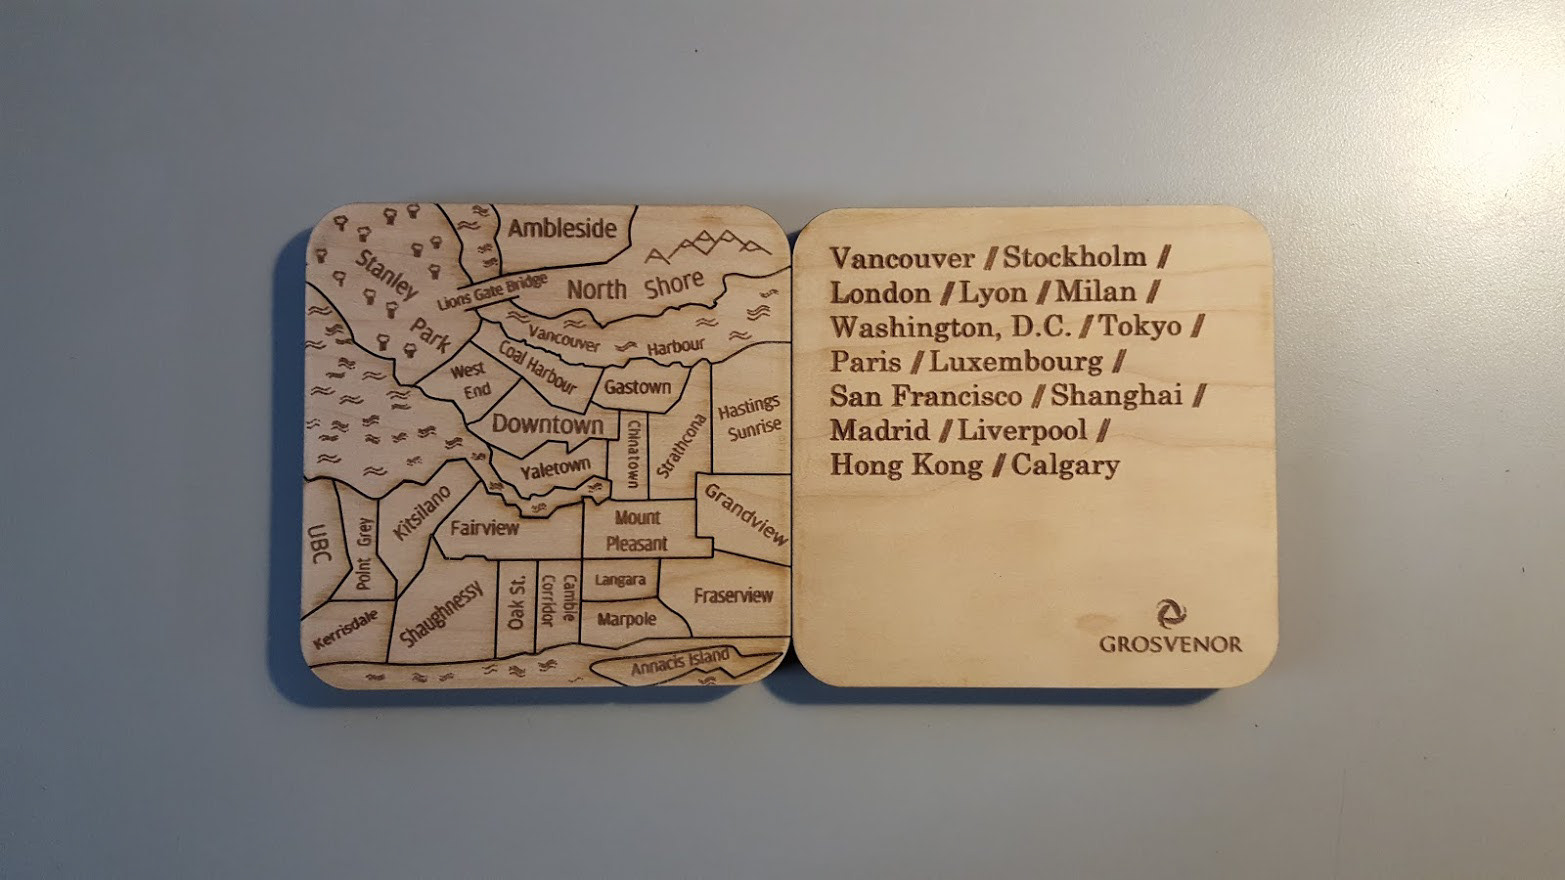 Ambleside
Stanley
Park
Lions Gate Bridge
North Shore
Vancouver
Harbour
Coal Harbour
West
End
Gastown
Downtown
Chinatown
Strathcona
Hastings
Sunrise
Yaletown
UBC
Point Grey
Kitsilano
Fairview
Mount
Pleasant
Grandview
Kerrisdale
Shaughnessy
Oak St.
Cambie
Corridor
Langara
Marpole
Fraserview
Annacis Island
Vancouver / Stockholm /
London / Lyon / Milan /
Washington, D.C. / Tokyo /
Paris / Luxembourg /
San Francisco / Shanghai /
Madrid / Liverpool /
Hong Kong / Calgary
GROSVENOR